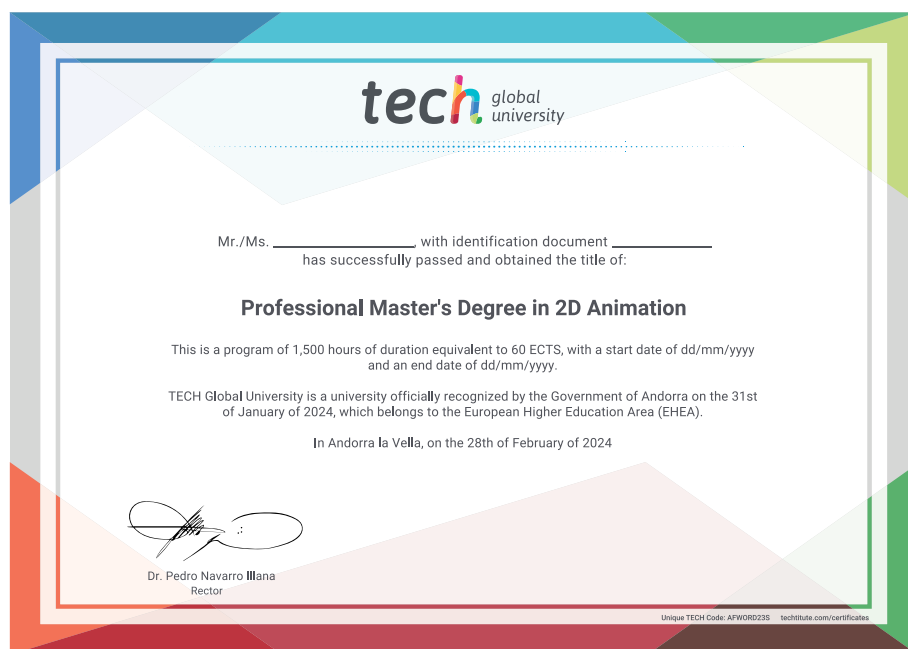 tech global university
Mr./Ms. ____________, with identification document ____________
has successfully passed and obtained the title of:
Professional Master's Degree in 2D Animation
This is a program of 1,500 hours of duration equivalent to 60 ECTS, with a start date of dd/mm/yyyy
and an end date of dd/mm/yyyy.
TECH Global University is a university officially recognized by the Government of Andorra on the 31st
of January of 2024, which belongs to the European Higher Education Area (EHEA).
In Andorra la Vella, on the 28th of February of 2024
Dr. Pedro Navarro Illana
Rector
Unique TECH Code: AFWORD23S techtitute.com/certificates